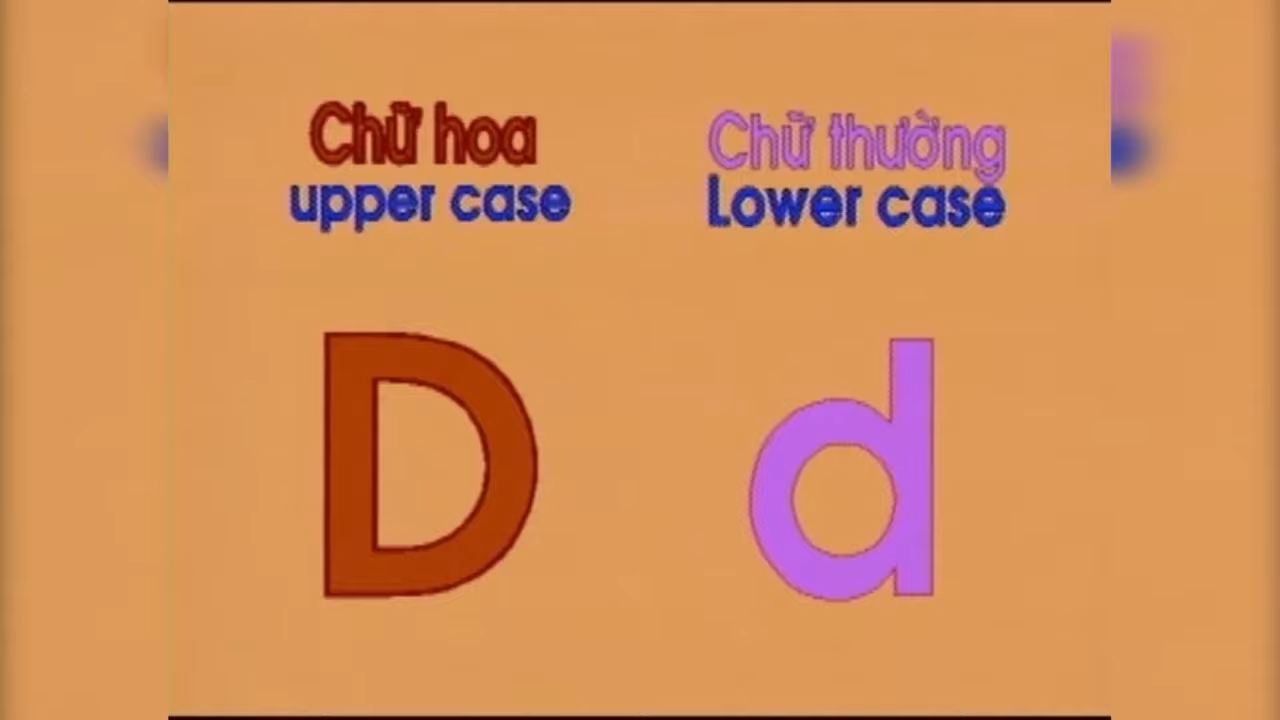 Chữ hoa
upper case
Chữ thường
Lower case
D
d